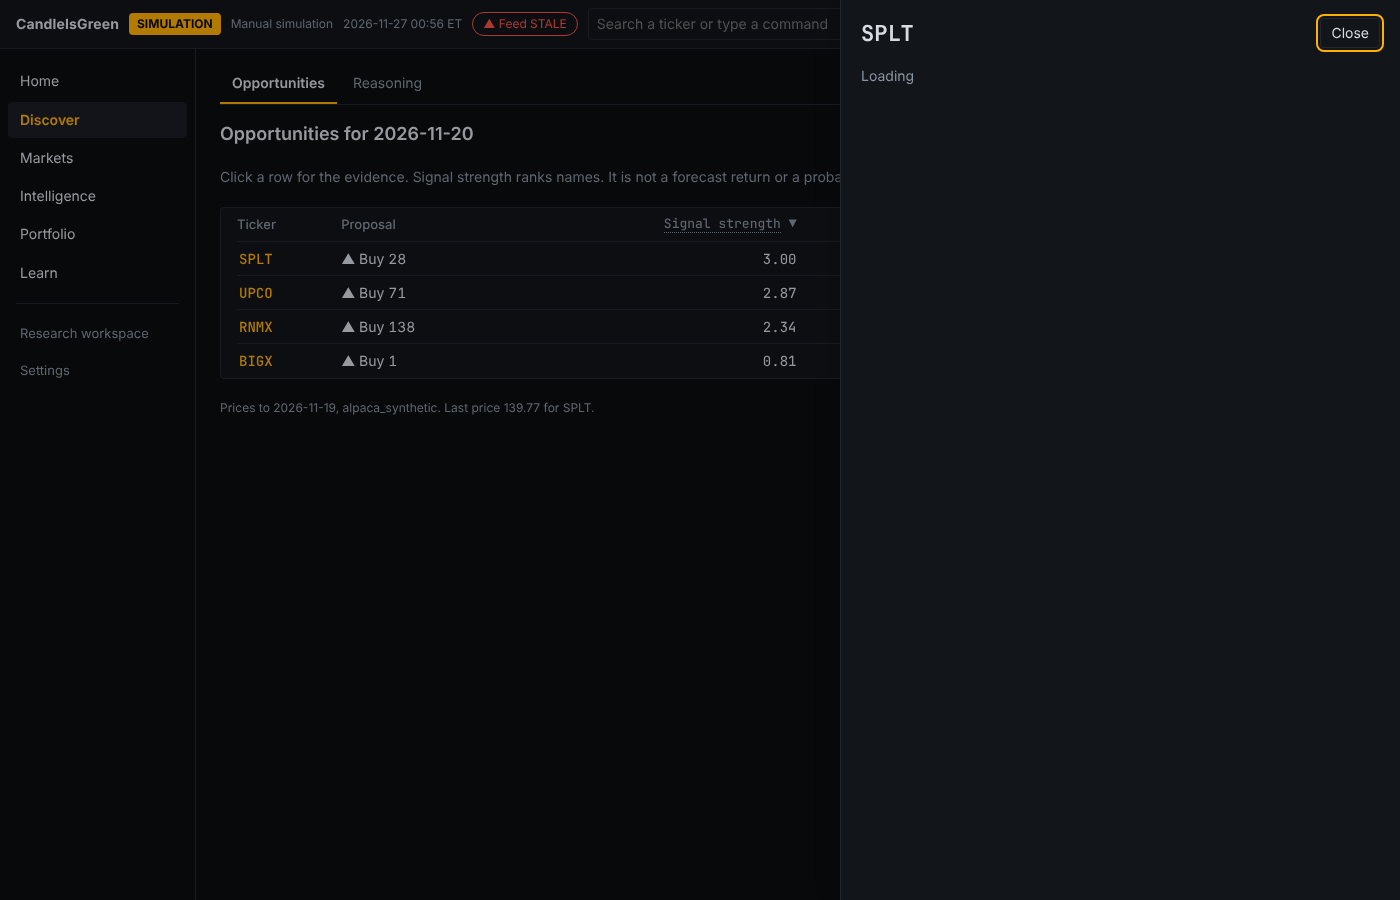 CandleIsGreen SIMULATION Manual simulation 2026-11-27 00:56 ET ▲ Feed STALE Search a ticker or type a command
SPLT Close
Loading
Home
Discover
Markets
Intelligence
Portfolio
Learn
Research workspace
Settings
Opportunities Reasoning
Opportunities for 2026-11-20
Click a row for the evidence. Signal strength ranks names. It is not a forecast return or a
Ticker Proposal Signal strength ▼
SPLT ▲ Buy 28 3.00
UPCO ▲ Buy 71 2.87
RNMX ▲ Buy 138 2.34
BIGX ▲ Buy 1 0.81
Prices to 2026-11-19, alpaca_synthetic. Last price 139.77 for SPLT.